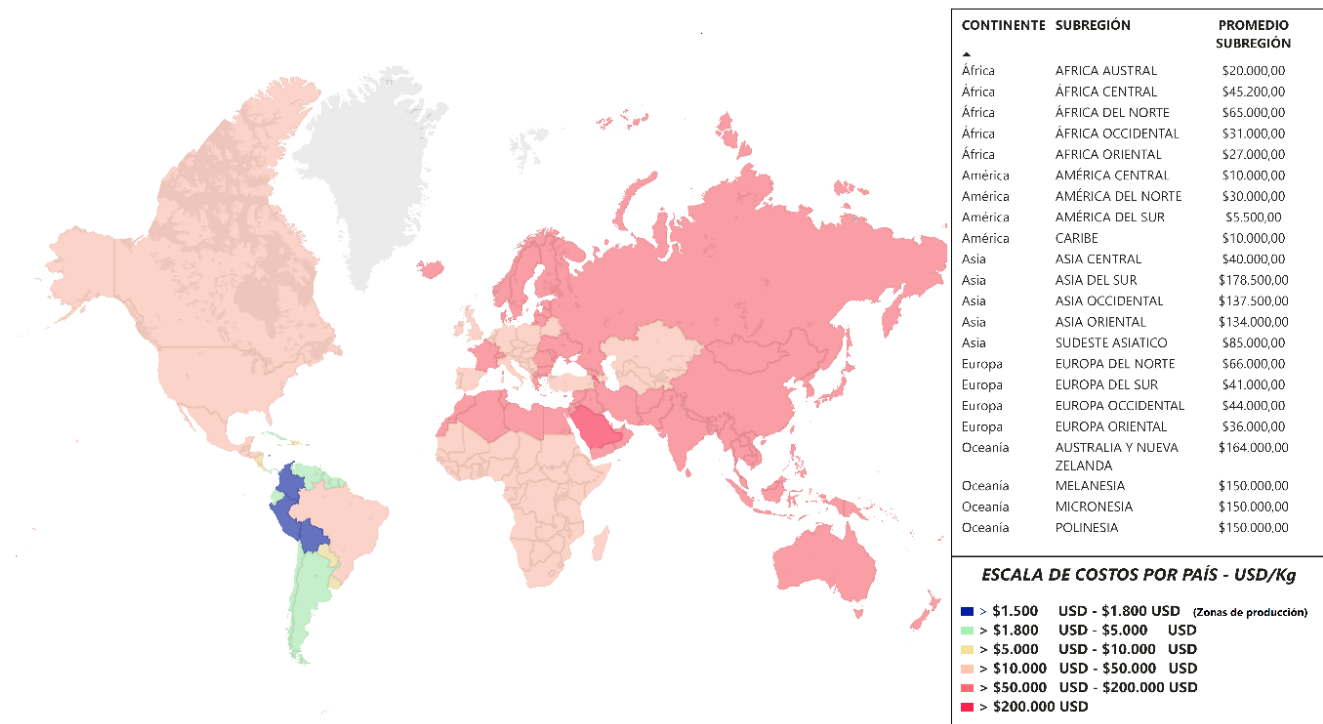 CONTINENTE SUBREGIÓN PROMEDIO
SUBREGIÓN
África AFRICA AUSTRAL $20.000,00
África ÁFRICA CENTRAL $45.200,00
África ÁFRICA DEL NORTE $65.000,00
África ÁFRICA OCCIDENTAL $31.000,00
África AFRICA ORIENTAL $27.000,00
América AMÉRICA CENTRAL $10.000,00
América AMÉRICA DEL NORTE $30.000,00
América AMÉRICA DEL SUR $5.500,00
América CARIBE $10.000,00
Asia ASIA CENTRAL $40.000,00
Asia ASIA DEL SUR $178.500,00
Asia ASIA OCCIDENTAL $137.500,00
Asia ASIA ORIENTAL $134.000,00
Asia SUDESTE ASIATICO $85.000,00
Europa EUROPA DEL NORTE $66.000,00
Europa EUROPA DEL SUR $41.000,00
Europa EUROPA OCCIDENTAL $44.000,00
Europa EUROPA ORIENTAL $36.000,00
Oceanía AUSTRALIA Y NUEVA $164.000,00
ZELANDA
Oceanía MELANESIA $150.000,00
Oceanía MICRONESIA $150.000,00
Oceanía POLINESIA $150.000,00
ESCALA DE COSTOS POR PAÍS - USD/Kg
> $1.500 USD - $1.800 USD (Zonas de producción)
> $1.800 USD - $5.000 USD
> $5.000 USD - $10.000 USD
> $10.000 USD - $50.000 USD
> $50.000 USD - $200.000 USD
> $200.000 USD